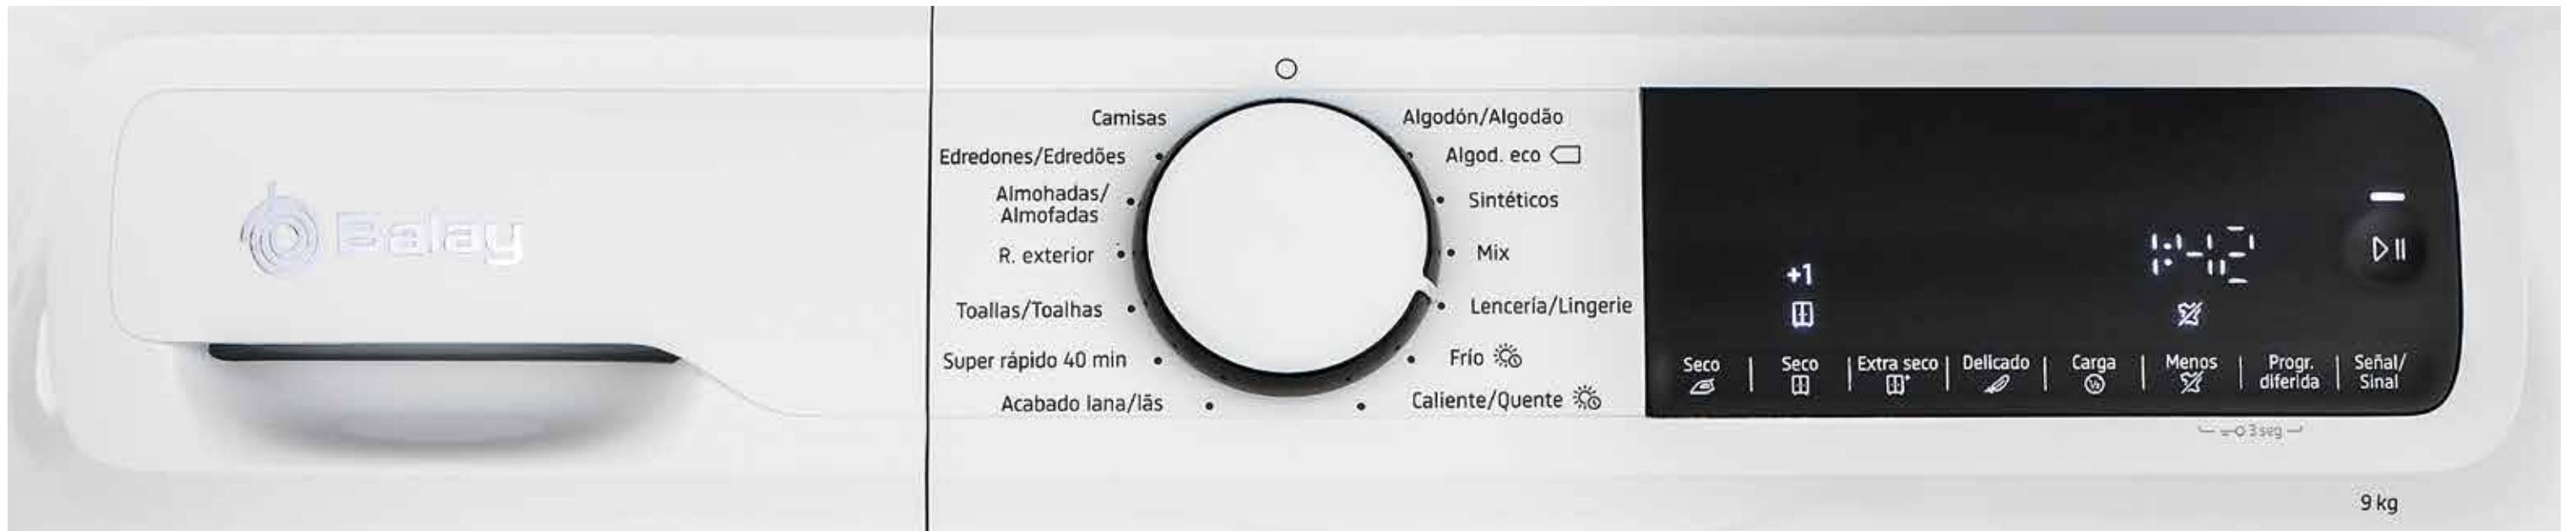 Balay
Camisas
Edredones/Edredões
Almohadas/
Almofadas
R. exterior
Toallas/Toalhas
Super rápido 40 min
Acabado lana/lãs
Algodón/Algodão
Algod. eco
Sintéticos
Mix
Lencería/Lingerie
Frío
Caliente/Quente
+1
1:42
Seco
Seco
Extra seco
Delicado
Carga
½
Menos
Progr.
diferida
Señal/
Sinal
3 seg
9 kg